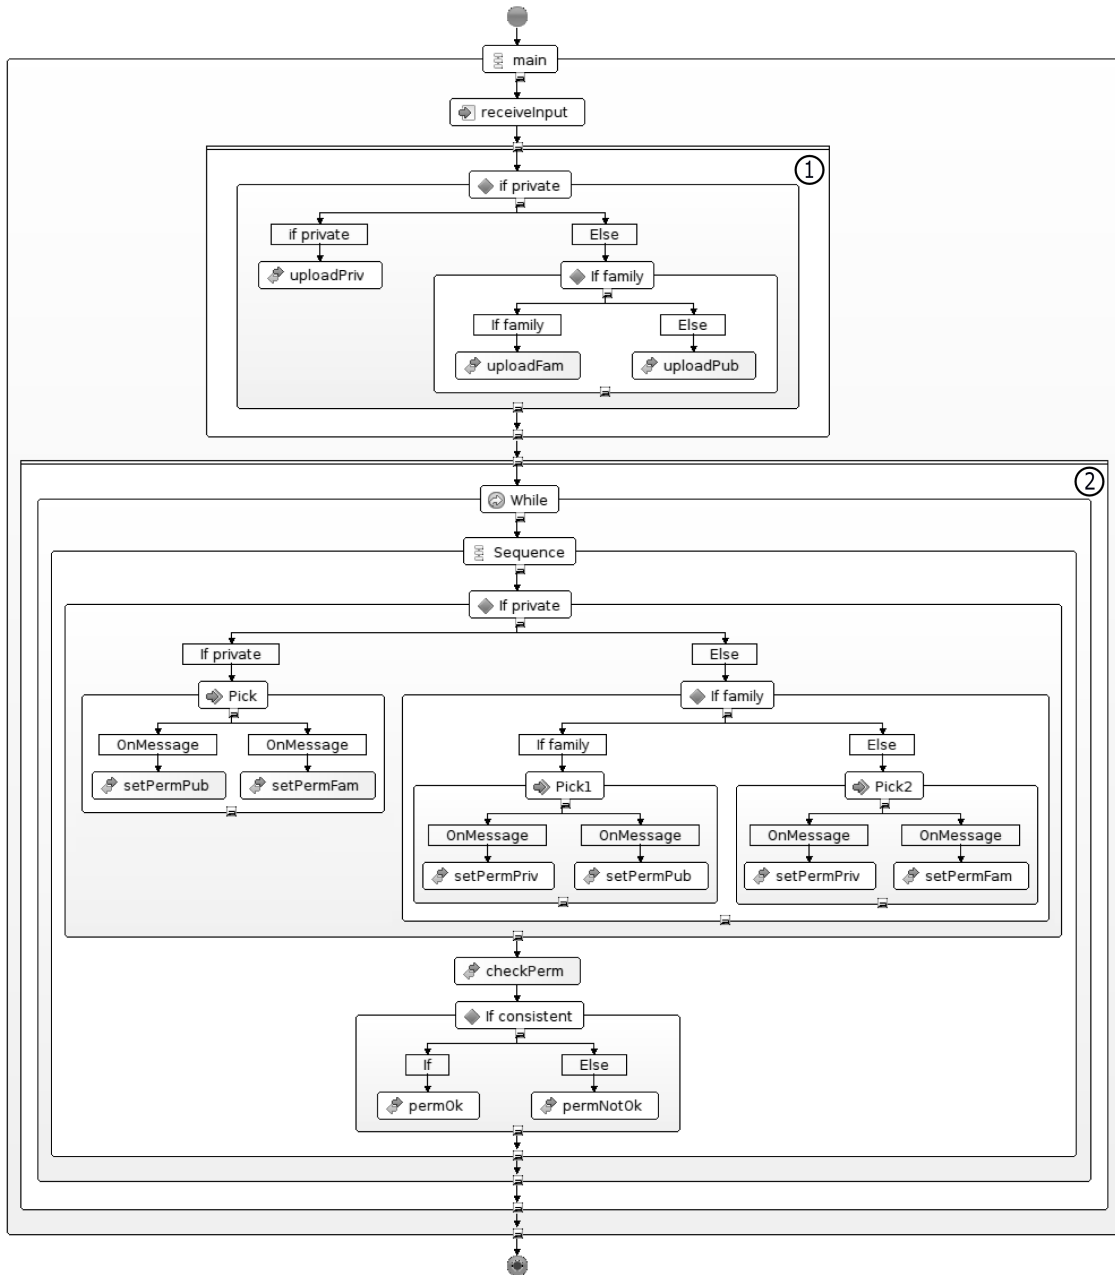 main
receiveInput
1
if private
if private
Else
uploadPriv
If family
If family
Else
uploadFam
uploadPub
2
While
Sequence
If private
If private
Else
Pick
If family
OnMessage
OnMessage
If family
Else
setPermPub
setPermFam
Pick1
Pick2
OnMessage
OnMessage
OnMessage
OnMessage
setPermPriv
setPermPub
setPermPriv
setPermFam
checkPerm
If consistent
If
Else
permOk
permNotOk